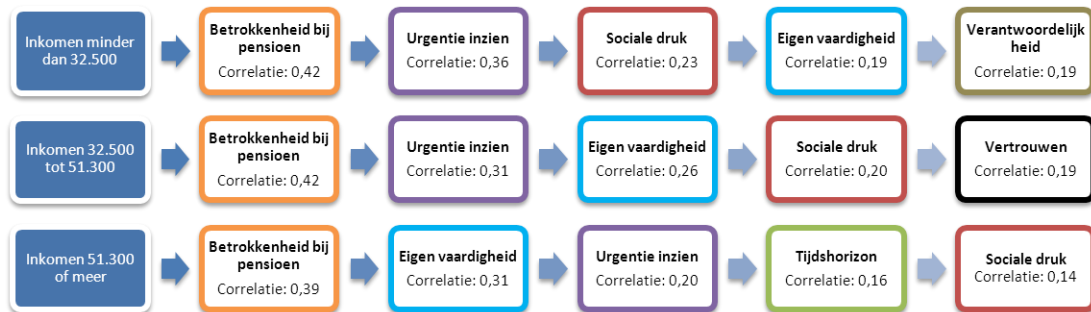 Inkomen minder
dan 32.500
Betrokkenheid bij
pensioen
Correlatie: 0,42
Urgentie inzien
Correlatie: 0,36
Sociale druk
Correlatie: 0,23
Eigen vaardigheid
Correlatie: 0,19
Verantwoordelijk
heid
Correlatie: 0,19
Inkomen 32.500
tot 51.300
Betrokkenheid bij
pensioen
Correlatie: 0,42
Urgentie inzien
Correlatie: 0,31
Eigen vaardigheid
Correlatie: 0,26
Sociale druk
Correlatie: 0,20
Vertrouwen
Correlatie: 0,19
Inkomen 51.300
of meer
Betrokkenheid bij
pensioen
Correlatie: 0,39
Eigen vaardigheid
Correlatie: 0,31
Urgentie inzien
Correlatie: 0,20
Tijdshorizon
Correlatie: 0,16
Sociale druk
Correlatie: 0,14